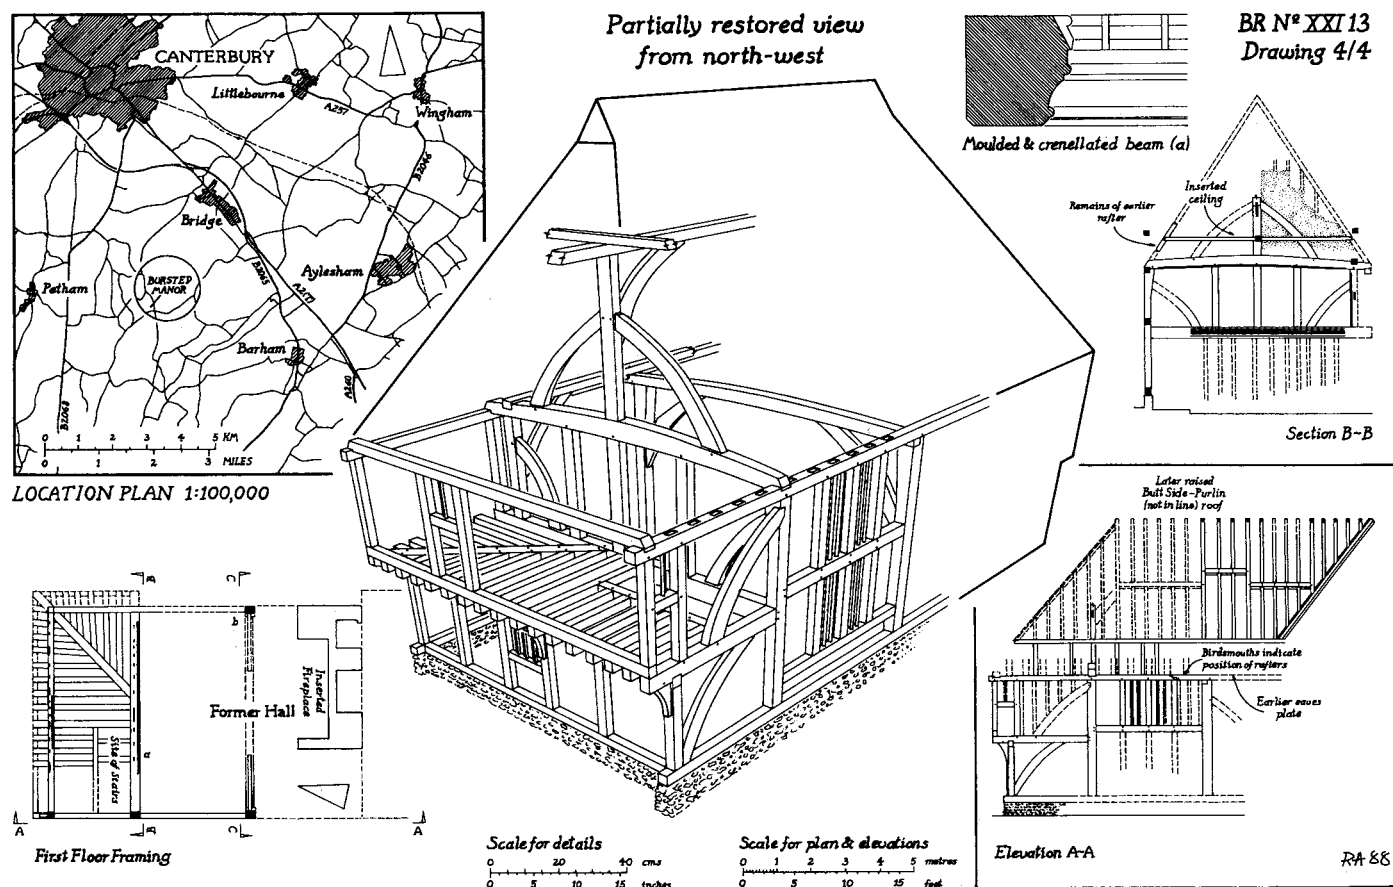 CANTERBURY
Littlebourne
A257
Wingham
B2046
Bridge
B2065
A2(T)
Aylesham
Petham
BURSTED
MANOR
Barham
A260
B2068
0 1 2 3 4 5 KM
0 1 2 3 MILES
LOCATION PLAN 1:100,000
Partially restored view
from north-west
Moulded & crenellated beam (a)
BR Nº XXI 13
Drawing 4/4
Inserted
ceiling
Remains of earlier
rafter
Section B-B
Later raised
Butt Side-Purlin
(not in line) roof
Birdsmouths indicate
position of rafters
Earlier eaves
plate
Elevation A-A
RA 88
B
C
b
Former Hall
Inserted
Fireplace
Site of Stairs
a
A
B
C
A
First Floor Framing
Scale for details
0 20 40 cms
0 5 10 15 inches
Scale for plan & elevations
0 1 2 3 4 5 metres
0 5 10 15 feet